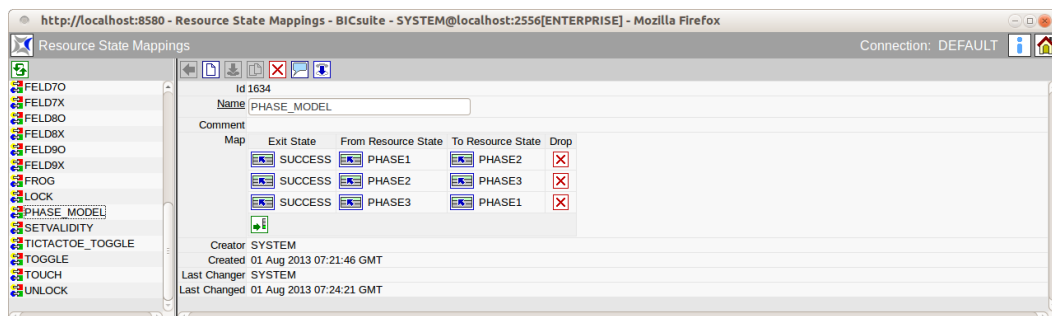 http://localhost:8580 - Resource State Mappings - BICsuite - SYSTEM@localhost:2556[ENTERPRISE] - Mozilla Firefox
Resource State Mappings Connection: DEFAULT
FELD7O
FELD7X
FELD8O
FELD8X
FELD9O
FELD9X
FROG
LOCK
PHASE_MODEL
SETVALIDITY
TICTACTOE_TOGGLE
TOGGLE
TOUCH
UNLOCK
Id 1634
Name PHASE_MODEL
Comment
Map Exit State From Resource State To Resource State Drop
SUCCESS PHASE1 PHASE2
SUCCESS PHASE2 PHASE3
SUCCESS PHASE3 PHASE1
Creator SYSTEM
Created 01 Aug 2013 07:21:46 GMT
Last Changer SYSTEM
Last Changed 01 Aug 2013 07:24:21 GMT